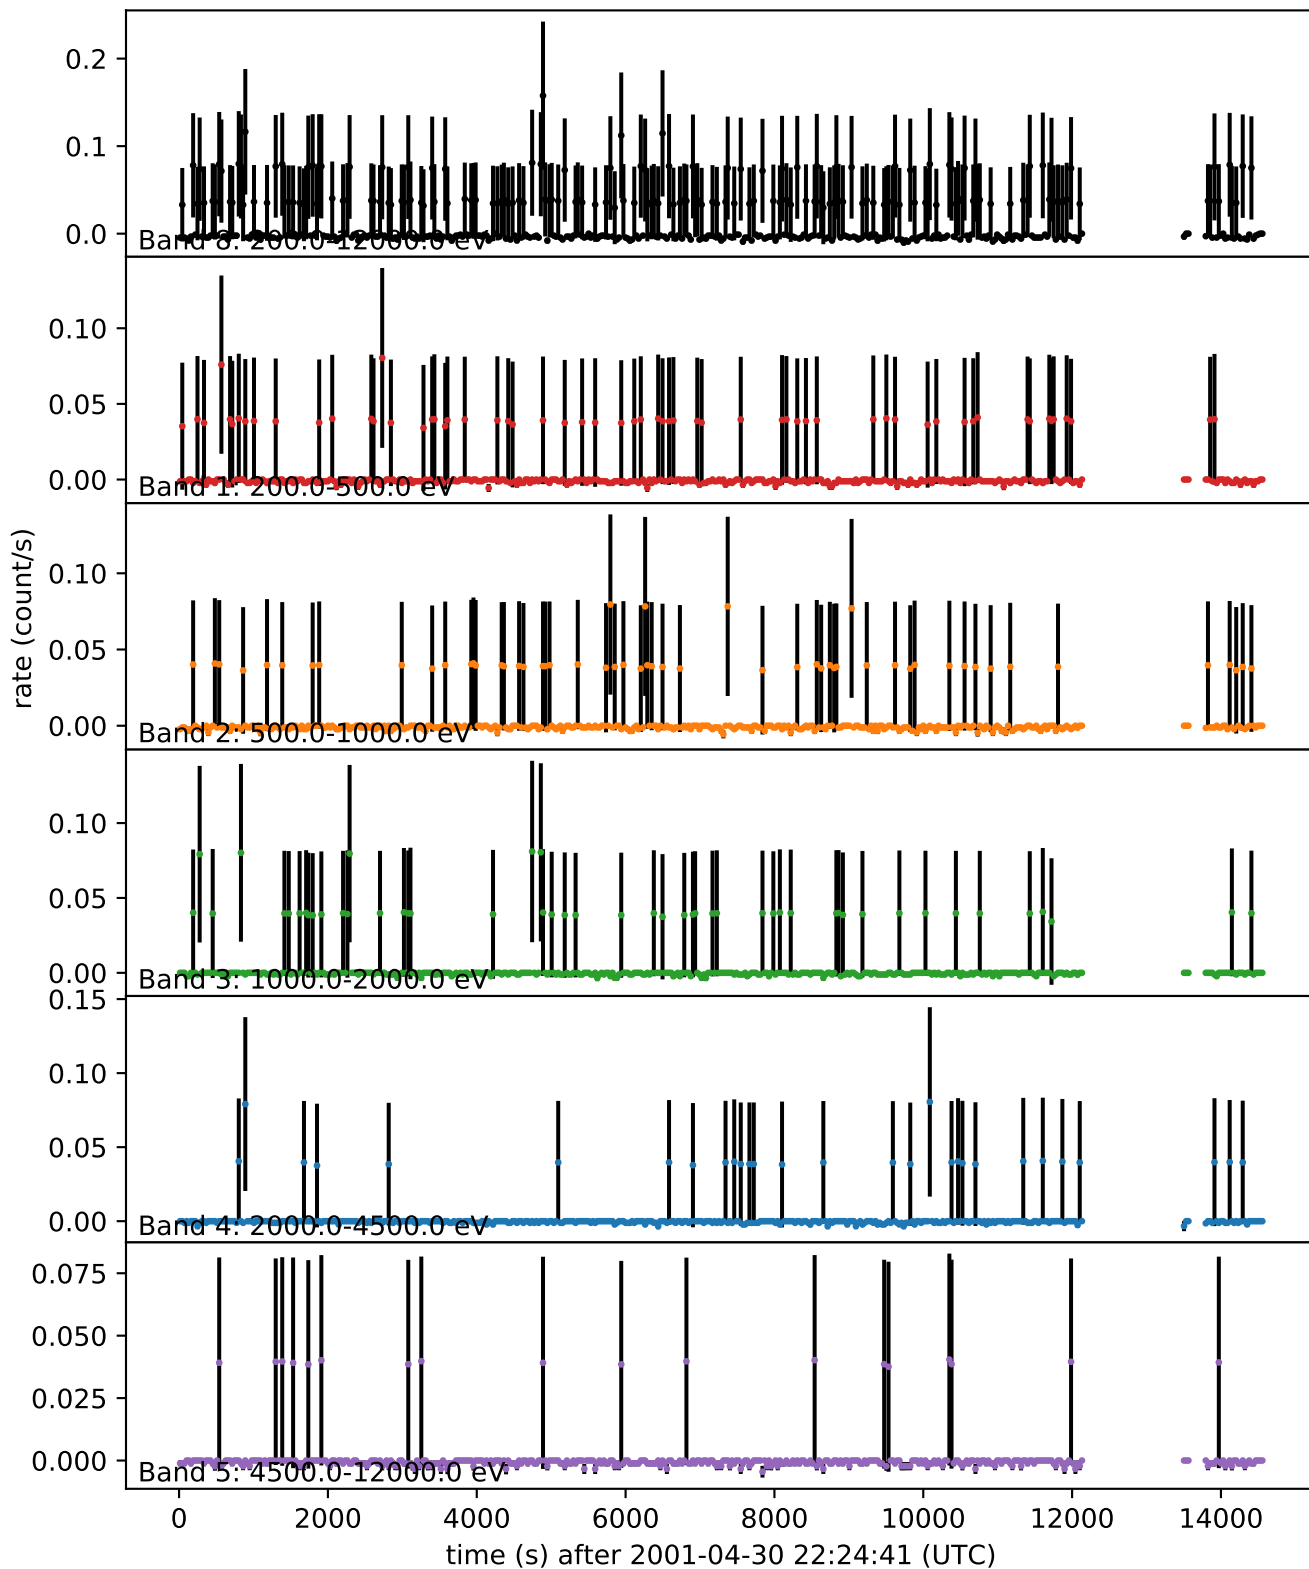 0.2
0.1
0.0
Band 8: 200.0-12000.0 eV
0.10
0.05
0.00
Band 1: 200.0-500.0 eV
rate (count/s)
0.10
0.05
0.00
Band 2: 500.0-1000.0 eV
0.10
0.05
0.00
Band 3: 1000.0-2000.0 eV
0.15
0.10
0.05
0.00
Band 4: 2000.0-4500.0 eV
0.075
0.050
0.025
0.000
Band 5: 4500.0-12000.0 eV
0 2000 4000 6000 8000 10000 12000 14000
time (s) after 2001-04-30 22:24:41 (UTC)